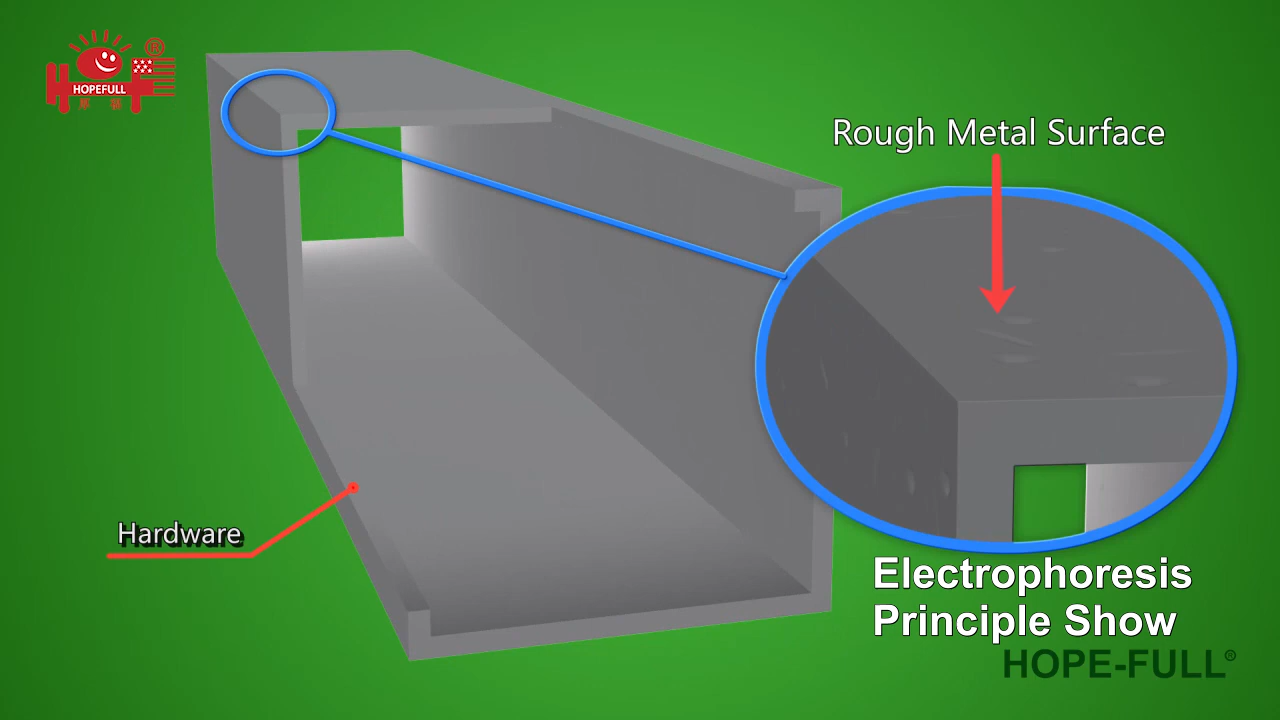 HOPEFULL
®
Rough Metal Surface
Hardware
Electrophoresis
Principle Show
HOPE-FULL®